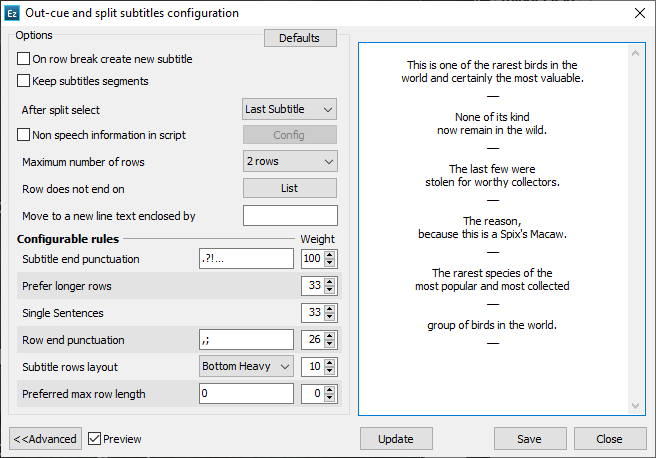 Ez Out-cue and split subtitles configuration
Options
Defaults
On row break create new subtitle
Keep subtitles segments
After split select Last Subtitle
Non speech information in script Config
Maximum number of rows 2 rows
Row does not end on List
Move to a new line text enclosed by
Configurable rules Weight
Subtitle end punctuation .?!... 100
Prefer longer rows 33
Single Sentences 33
Row end punctuation ,; 26
Subtitle rows layout Bottom Heavy 10
Preferred max row length 0 0
<<Advanced Preview
This is one of the rarest birds in the
world and certainly the most valuable.
__
None of its kind
now remain in the wild.
__
The last few were
stolen for worthy collectors.
__
The reason,
because this is a Spix's Macaw.
__
The rarest species of the
most popular and most collected
__
group of birds in the world.
__
Update Save Close